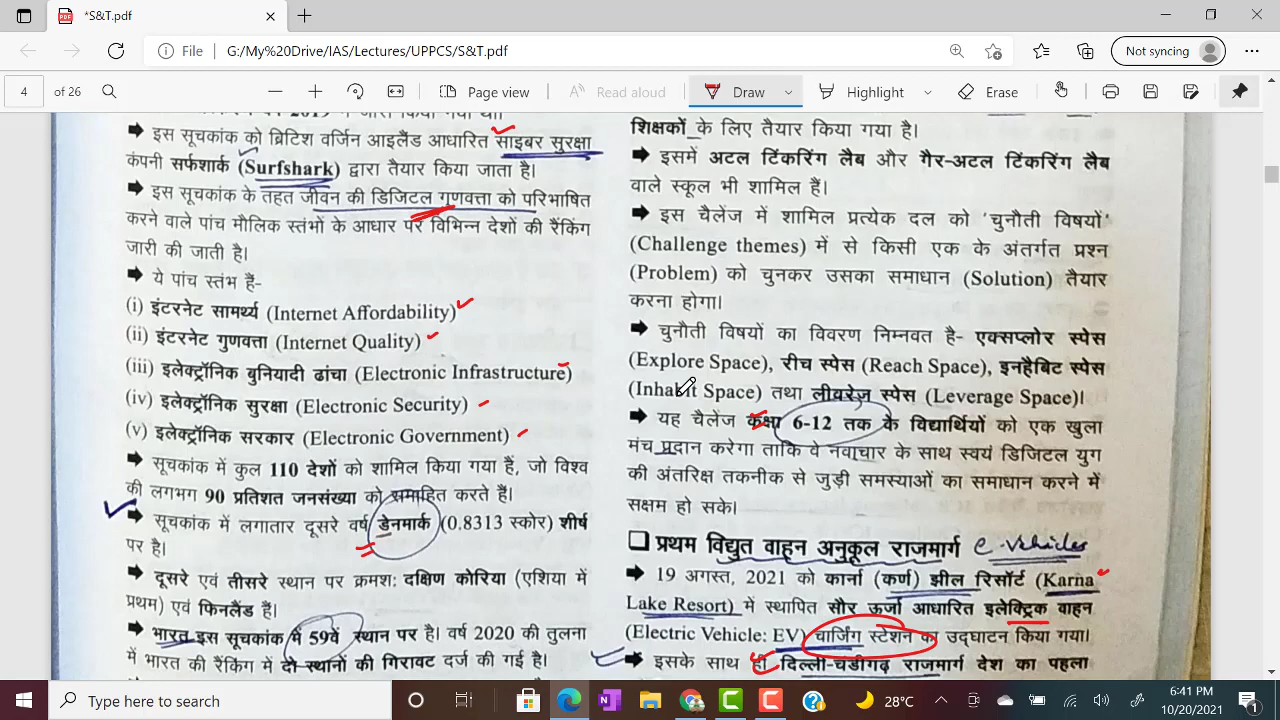 *S&T.pdf
File
G:/My%20Drive/IAS/Lectures/UPPCS/S&T.pdf
Not syncing
4 of 26
Page view
Read aloud
Draw
Highlight
Erase
इस सूचकांक को ब्रिटिश वर्जिन आइलैंड आधारित साइबर सुरक्षा
कंपनी सर्फशार्क (Surfshark) द्वारा तैयार किया जाता है।
इस सूचकांक के तहत जीवन की डिजिटल गुणवत्ता को परिभाषित
करने वाले पांच मौलिक स्तंभों के आधार पर विभिन्न देशों की रैंकिंग
जारी की जाती है।
ये पांच स्तंभ हैं-
(i) इंटरनेट सामर्थ्य (Internet Affordability)
(ii) इंटरनेट गुणवत्ता (Internet Quality)
(iii) इलेक्ट्रॉनिक बुनियादी ढांचा (Electronic Infrastructure)
(iv) इलेक्ट्रॉनिक सुरक्षा (Electronic Security)
(v) इलेक्ट्रॉनिक सरकार (Electronic Government)
सूचकांक में कुल 110 देशों को शामिल किया गया है, जो विश्व
की लगभग 90 प्रतिशत जनसंख्या को समाहित करते हैं।
सूचकांक में लगातार दूसरे वर्ष डेनमार्क (0.8313 स्कोर) शीर्ष
पर है।
दूसरे एवं तीसरे स्थान पर क्रमश: दक्षिण कोरिया (एशिया में
प्रथम) एवं फिनलैंड हैं।
भारत इस सूचकांक में 59वें स्थान पर है। वर्ष 2020 की तुलना
में भारत की रैंकिंग में दो स्थानों की गिरावट दर्ज की गई है।
शिक्षकों के लिए तैयार किया गया है।
इसमें अटल टिंकरिंग लैब और गैर-अटल टिंकरिंग लैब
वाले स्कूल भी शामिल हैं।
इस चैलेंज में शामिल प्रत्येक दल को 'चुनौती विषयों'
(Challenge themes) में से किसी एक के अंतर्गत प्रश्न
(Problem) को चुनकर उसका समाधान (Solution) तैयार
करना होगा।
चुनौती विषयों का विवरण निम्नवत है- एक्सप्लोर स्पेस
(Explore Space), रीच स्पेस (Reach Space), इनहैबिट स्पेस
(Inhabit Space) तथा लीवरेज स्पेस (Leverage Space)।
यह चैलेंज कक्षा 6-12 तक के विद्यार्थियों को एक खुला
मंच प्रदान करेगा ताकि वे नवाचार के साथ स्वयं डिजिटल युग
की अंतरिक्ष तकनीक से जुड़ी समस्याओं का समाधान करने में
सक्षम हो सकें।
प्रथम विद्युत वाहन अनुकूल राजमार्ग e-Vehicles
19 अगस्त, 2021 को कार्ना (कर्ण) झील रिसॉर्ट (Karna
Lake Resort) में स्थापित सौर ऊर्जा आधारित इलेक्ट्रिक वाहन
(Electric Vehicle: EV) चार्जिंग स्टेशन का उद्घाटन किया गया।
इसके साथ ही दिल्ली-चंडीगढ़ राजमार्ग देश का पहला
Type here to search
28°C
6:41 PM
10/20/2021
1